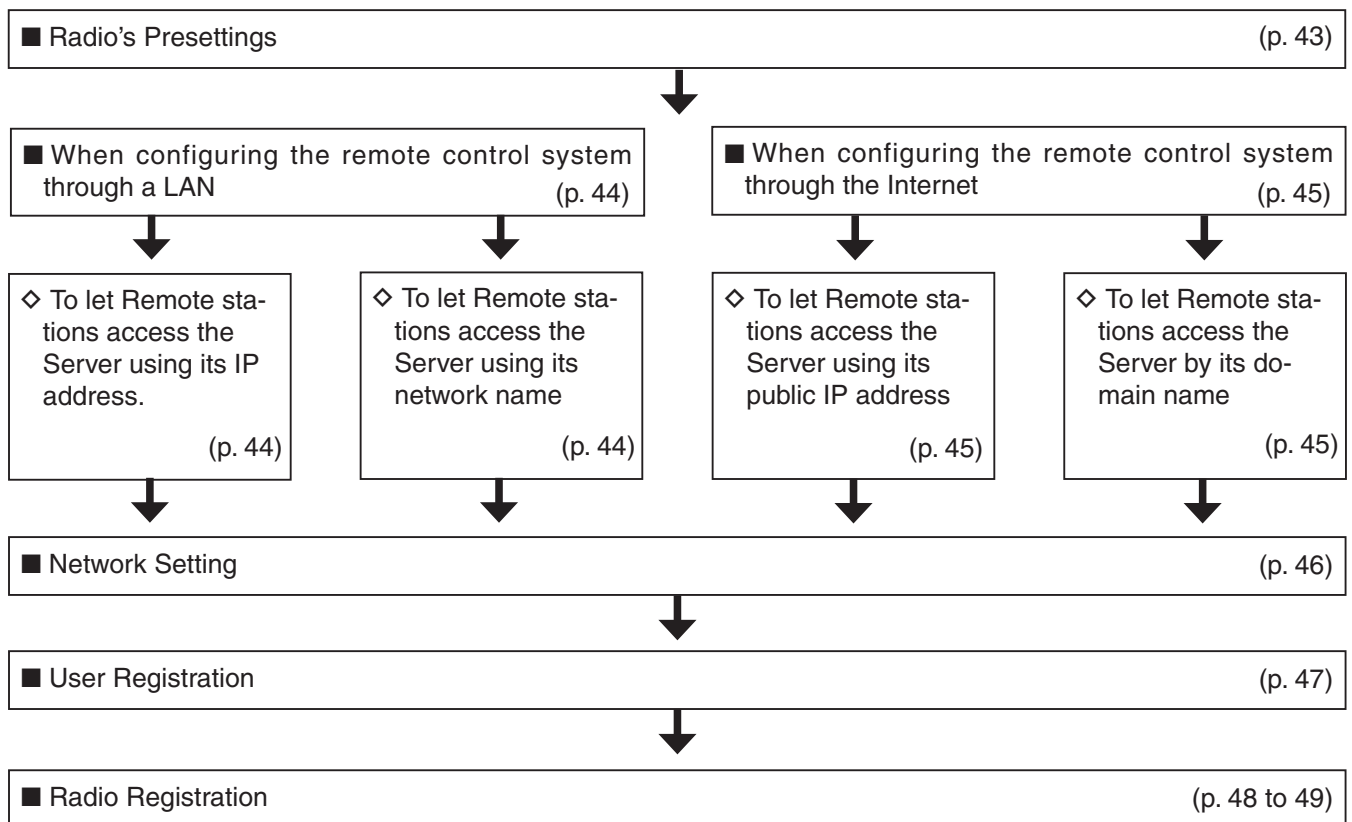 ■ Radio's Presettings (p. 43)
■ When configuring the remote control system
through a LAN
(p. 44)
■ When configuring the remote control system
through the Internet
(p. 45)
◇ To let Remote sta-
tions access the
Server using its IP
address.
(p. 44)
◇ To let Remote sta-
tions access the
Server using its
network name
(p. 44)
◇ To let Remote sta-
tions access the
Server using its
public IP address
(p. 45)
◇ To let Remote sta-
tions access the
Server by its do-
main name
(p. 45)
■ Network Setting (p. 46)
■ User Registration (p. 47)
■ Radio Registration (p. 48 to 49)